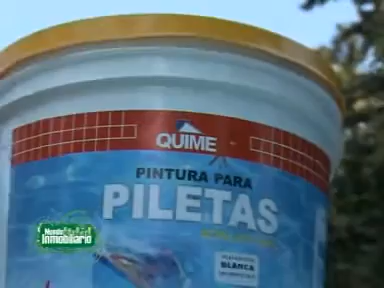 QUIME
PINTURA PARA
PILETAS
BLANCA
Mundo
Inmobiliario